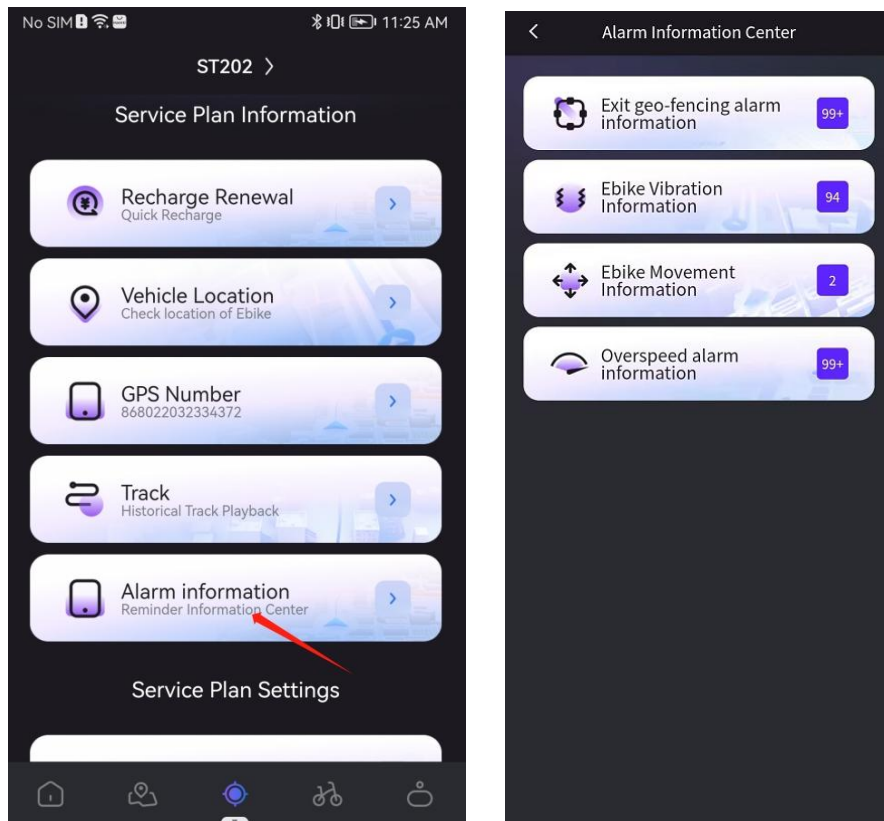 No SIM
11:25 AM
ST202
Service Plan Information
Recharge Renewal
Quick Recharge
Vehicle Location
Check location of Ebike
GPS Number
868022032334372
Track
Historical Track Playback
Alarm information
Reminder Information Center
Service Plan Settings
Alarm Information Center
Exit geo-fencing alarm
information
99+
Ebike Vibration
Information
94
Ebike Movement
Information
2
Overspeed alarm
information
99+